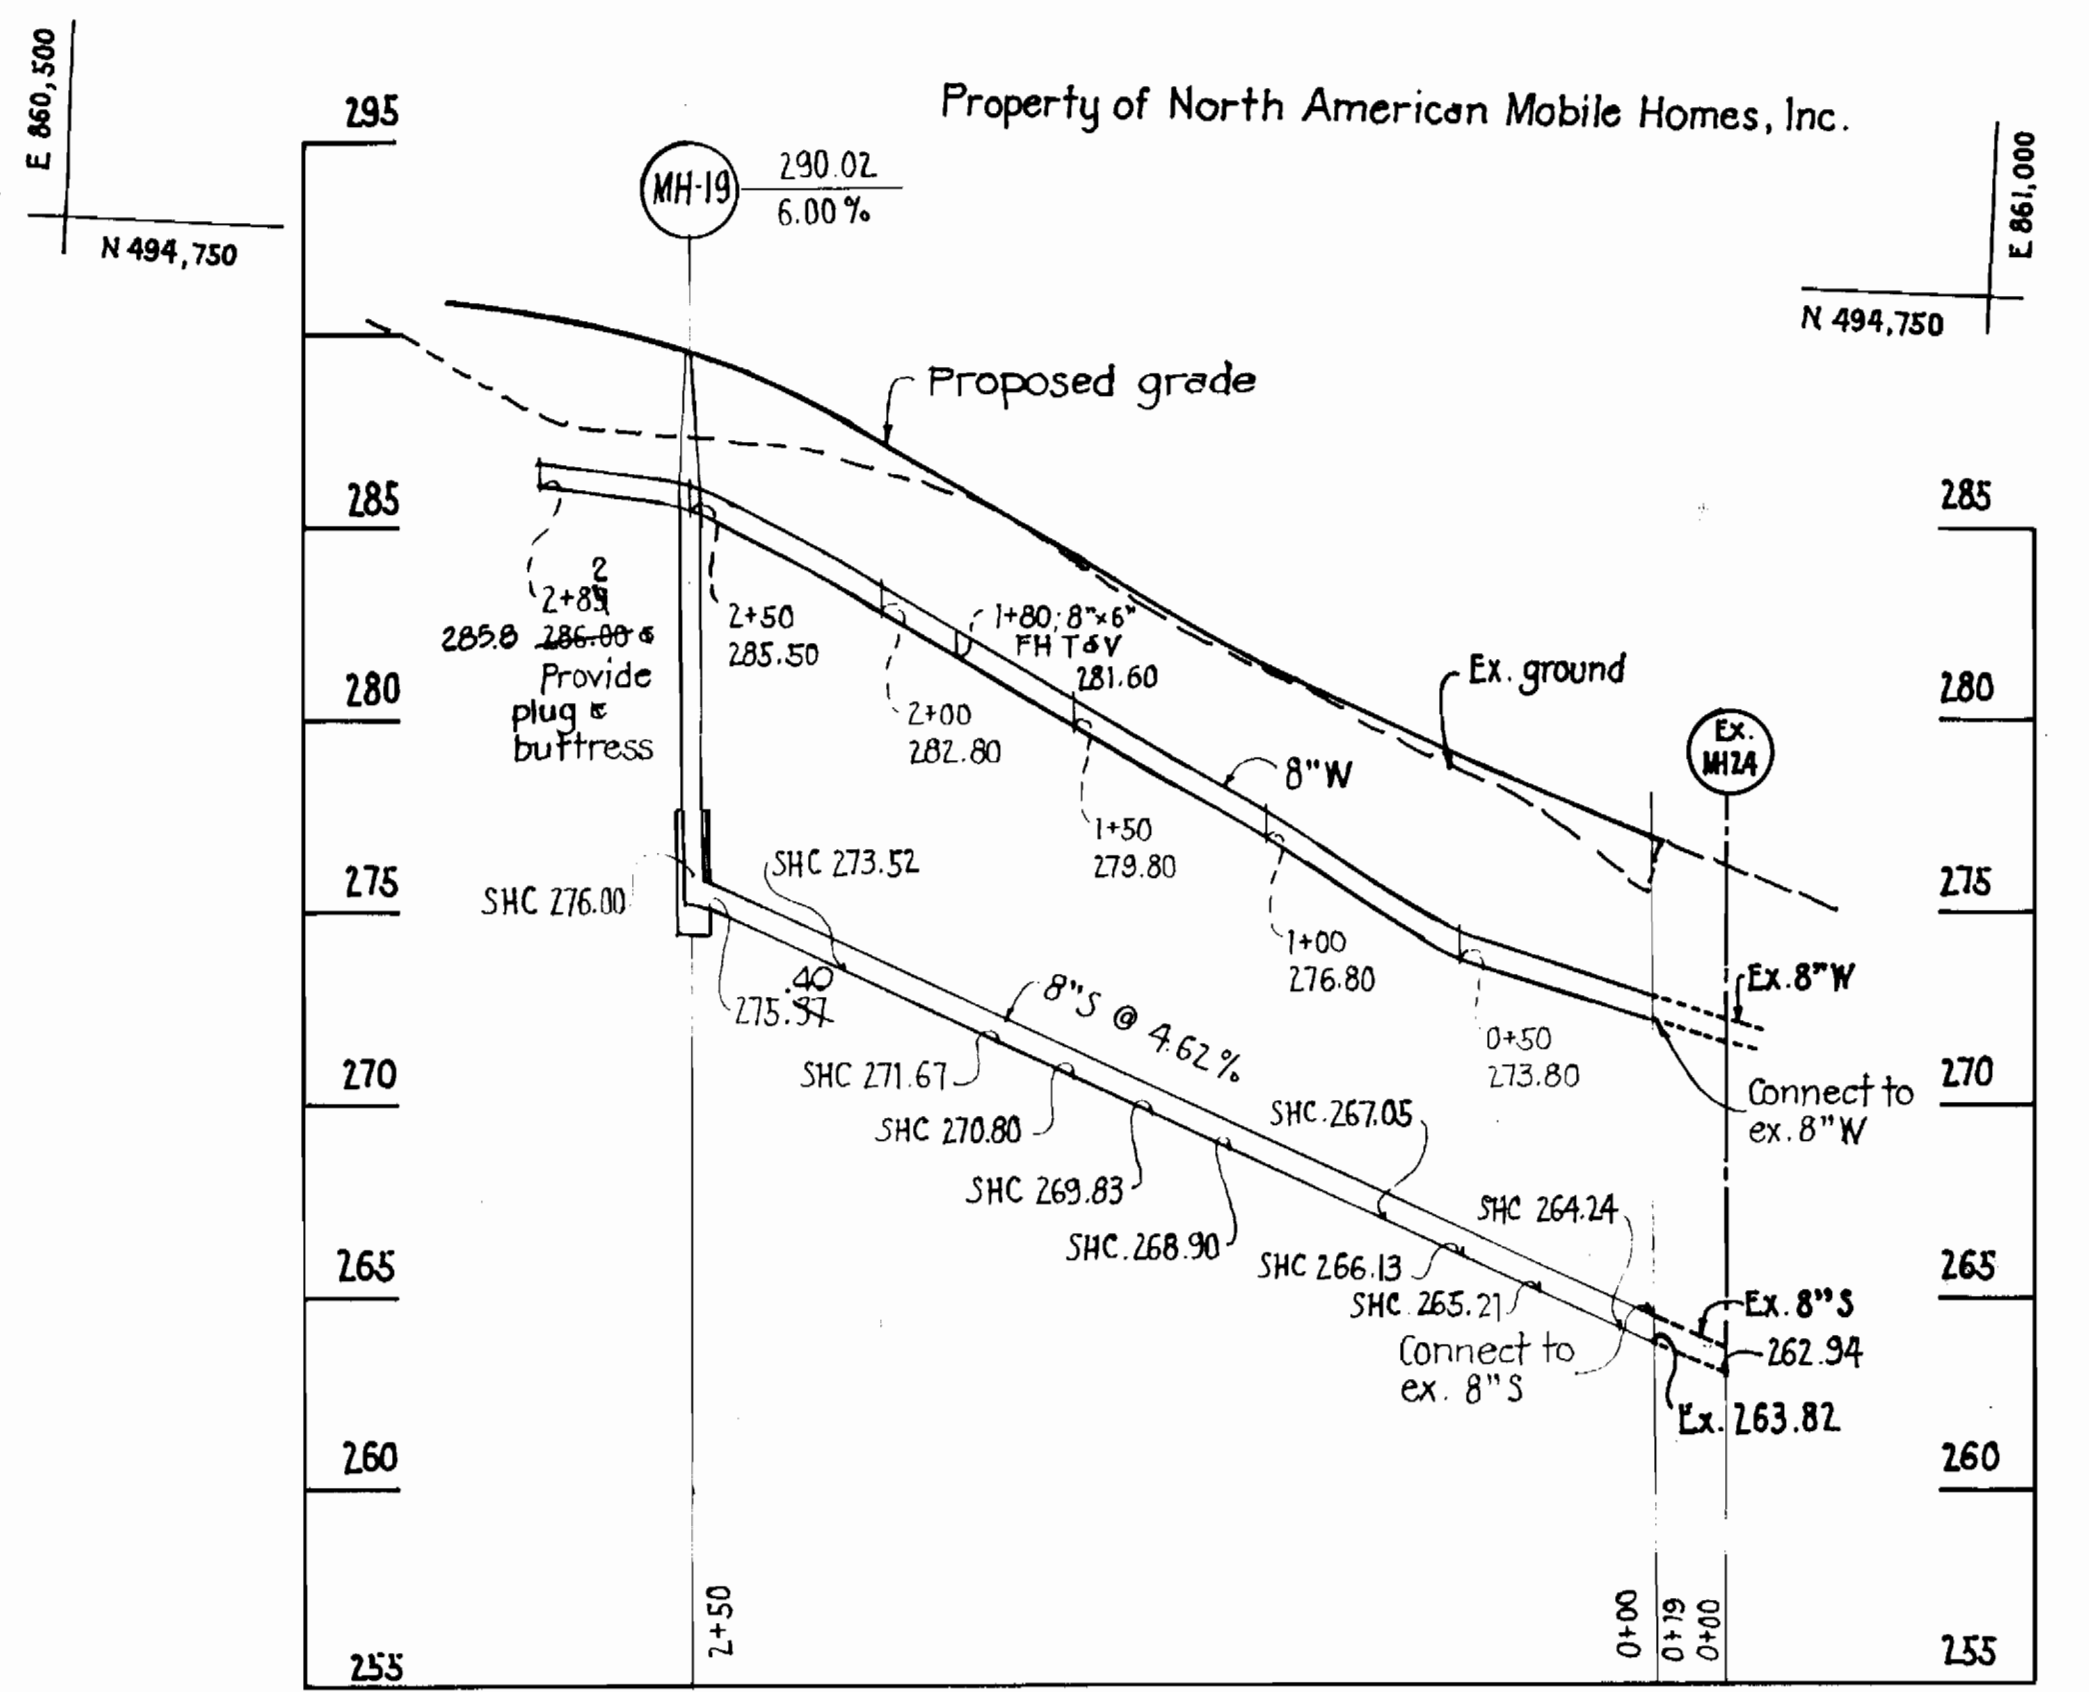 E 860,500
N 494,750
Property of North American Mobile Homes, Inc.
E 861,000
N 494,750
295
285
280
275
270
265
260
255
MH-19
290.02
6.00%
Proposed grade
2
2+89
285.8 286.00 &
Provide
plug &
buttress
2+50
285.50
2+00
282.80
1+80; 8"x6"
FH T&V
281.60
1+50
279.80
8"W
1+00
276.80
Ex. ground
0+50
273.80
Ex.
MH24
Ex. 8"W
Connect to
ex. 8"W
SHC 276.00
SHC 273.52
.40
275.37
8"S @ 4.62%
SHC 271.67
SHC 270.80
SHC 269.83
SHC. 268.90
SHC. 267.05
SHC 266.13
SHC. 265.21
SHC 264.24
Connect to
ex. 8"S
Ex. 8"S
262.94
Ex. 263.82
285
280
275
270
265
260
255
2+50
0+00
0+19
0+00